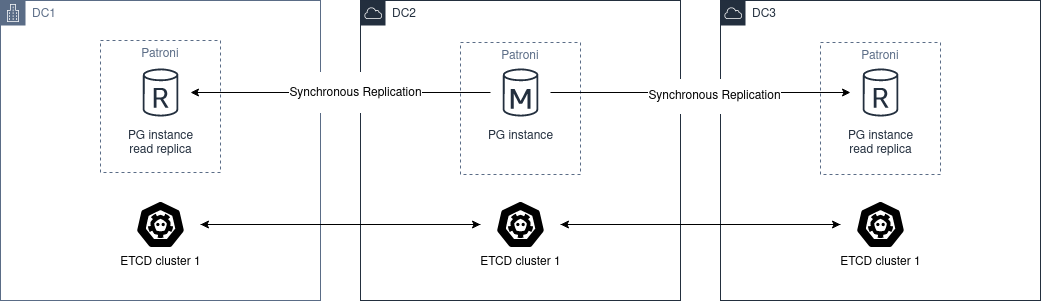 DC1
DC2
DC3
Patroni
Patroni
Patroni
R
Synchronous Replication
M
Synchronous Replication
R
PG instance
read replica
PG instance
PG instance
read replica
ETCD cluster 1
ETCD cluster 1
ETCD cluster 1